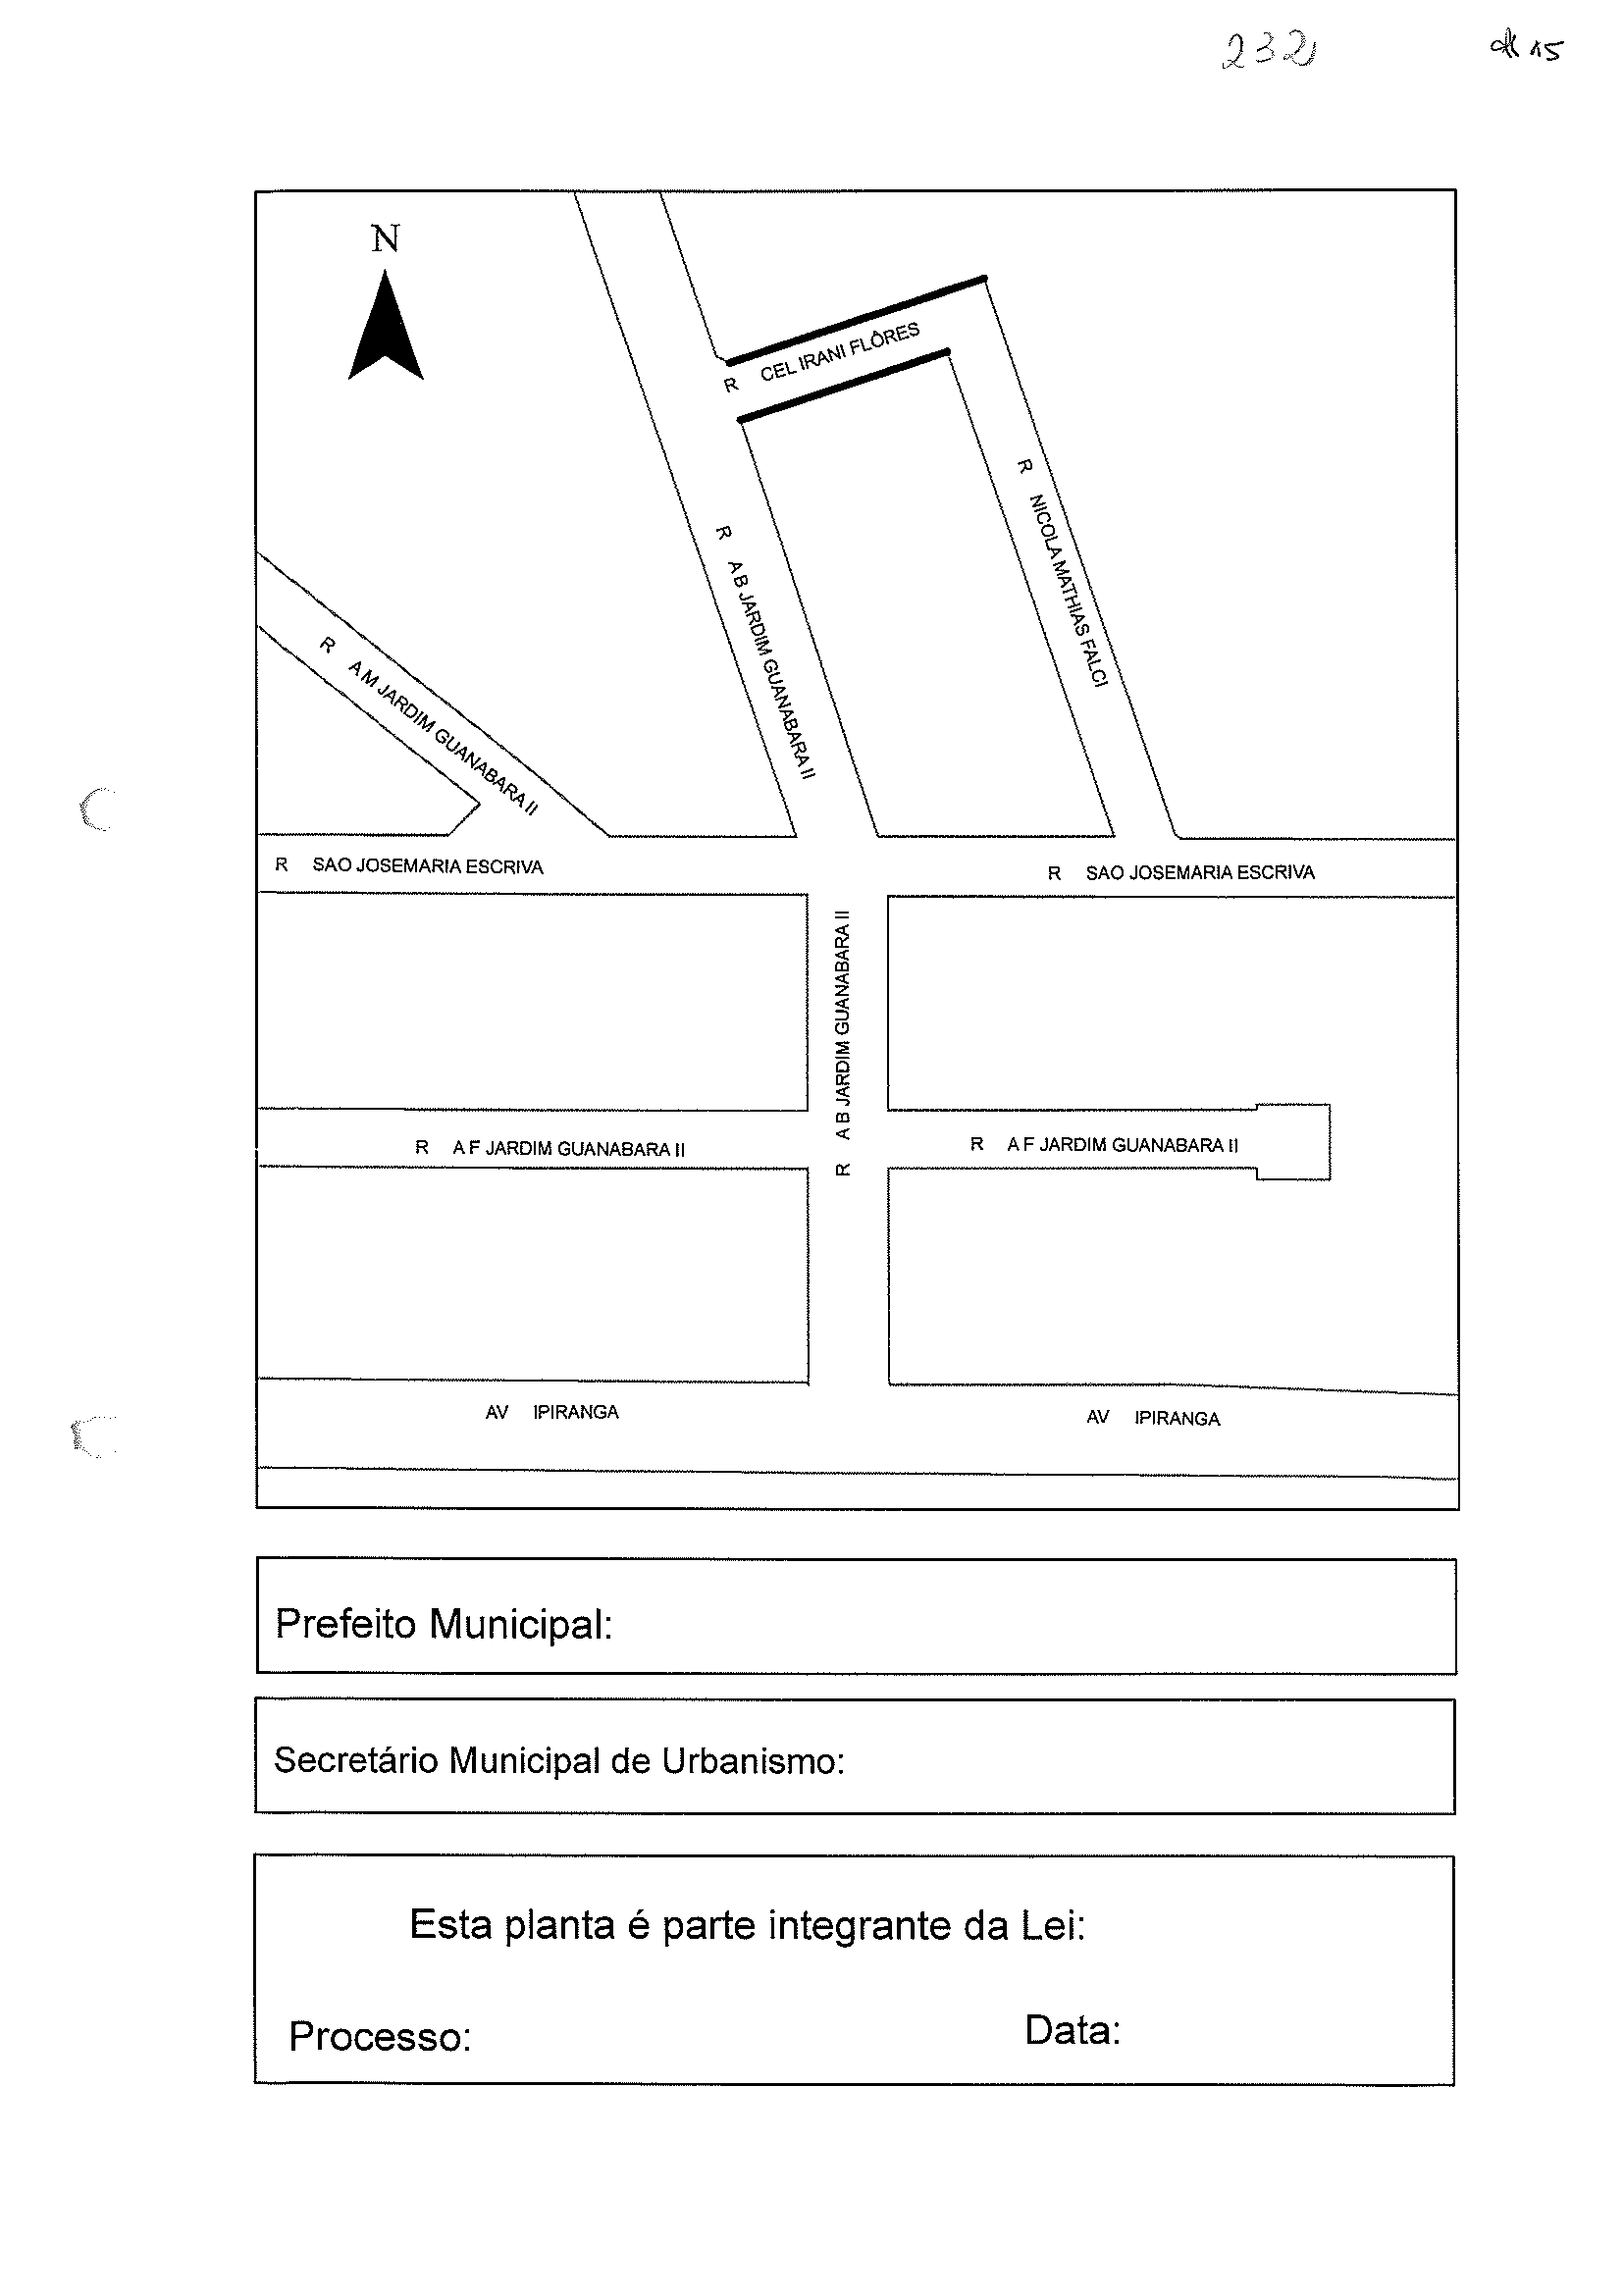 232
15
N
R CEL IRANI FLÔRES
R NICOLA MATHIAS FALCI
R A B JARDIM GUANABARA II
R A M JARDIM GUANABARA II
R SAO JOSEMARIA ESCRIVA
R SAO JOSEMARIA ESCRIVA
R A B JARDIM GUANABARA II
R A F JARDIM GUANABARA II
R A F JARDIM GUANABARA II
AV IPIRANGA
AV IPIRANGA
Prefeito Municipal:
Secretário Municipal de Urbanismo:
Esta planta é parte integrante da Lei:
Processo:
Data: